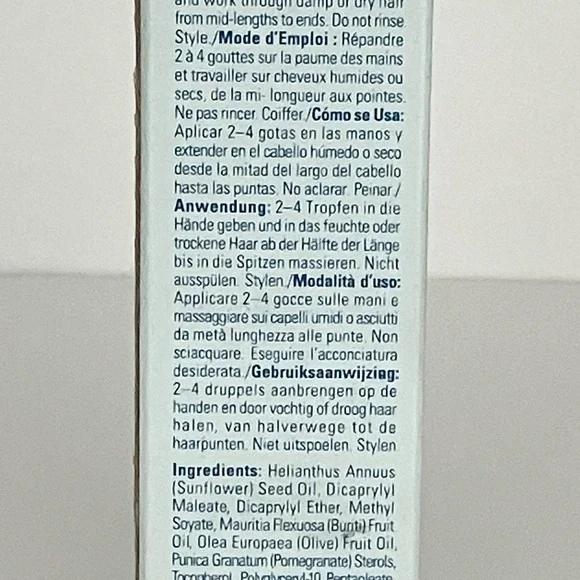 and work through damp or dry hair
from mid-lengths to ends. Do not rinse.
Style./Mode d'Emploi : Répandre
2 à 4 gouttes sur la paume des mains
et travailler sur cheveux humides ou
secs, de la mi- longueur aux pointes.
Ne pas rincer. Coiffer./Cómo se Usa:
Aplicar 2–4 gotas en las manos y
extender en el cabello húmedo o seco
desde la mitad del largo del cabello
hasta las puntas. No aclarar. Peinar./
Anwendung: 2–4 Tropfen in die
Hände geben und in das feuchte oder
trockene Haar ab der Hälfte der Länge
bis in die Spitzen massieren. Nicht
ausspülen. Stylen./Modalità d'uso:
Applicare 2–4 gocce sulle mani e
massaggiare sui capelli umidi o asciutti
da metà lunghezza alle punte. Non
sciacquare. Eseguire l'acconciatura
desiderata./Gebruiksaanwijzing:
2–4 druppels aanbrengen op de
handen en door vochtig of droog haar
halen, van halverwege tot de
haarpunten. Niet uitspoelen. Stylen
Ingredients: Helianthus Annuus
(Sunflower) Seed Oil, Dicaprylyl
Maleate, Dicaprylyl Ether, Methyl
Soyate, Mauritia Flexuosa (Buriti) Fruit
Oil, Olea Europaea (Olive) Fruit Oil,
Punica Granatum (Pomegranate) Sterols,
Tocopherol, Polyglyceryl-10 Pentaoleate,